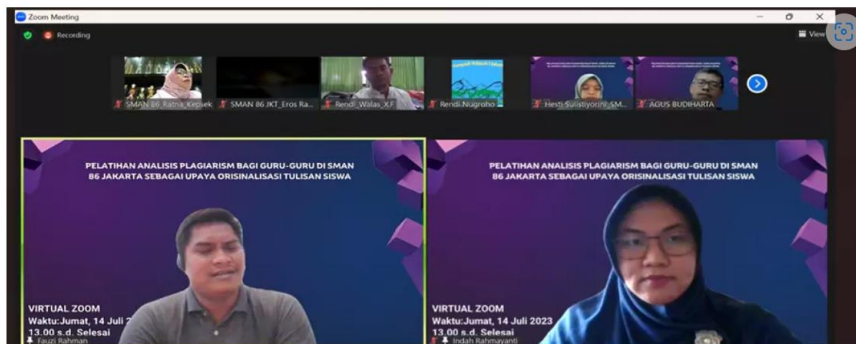 Zoom Meeting
Recording
View
SMAN 86_Ratna_Kepsek
SMAN 86 JKT_Eros Ra...
Rendi_Walas_X.F
Rendi.Nugroho
Hesti Sulistiyorini_SM...
AGUS BUDIHARTA
PELATIHAN ANALISIS PLAGIARISM BAGI GURU-GURU DI SMAN
86 JAKARTA SEBAGAI UPAYA ORISINALISASI TULISAN SISWA
VIRTUAL ZOOM
Waktu:Jumat, 14 Juli 2
13.00 s.d. Selesai
Fauzi Rahman
PELATIHAN ANALISIS PLAGIARISM BAGI GURU-GURU DI SMAN
86 JAKARTA SEBAGAI UPAYA ORISINALISASI TULISAN SISWA
VIRTUAL ZOOM
Waktu:Jumat, 14 Juli 2023
13.00 s.d. Selesai
Indah Rahmayanti